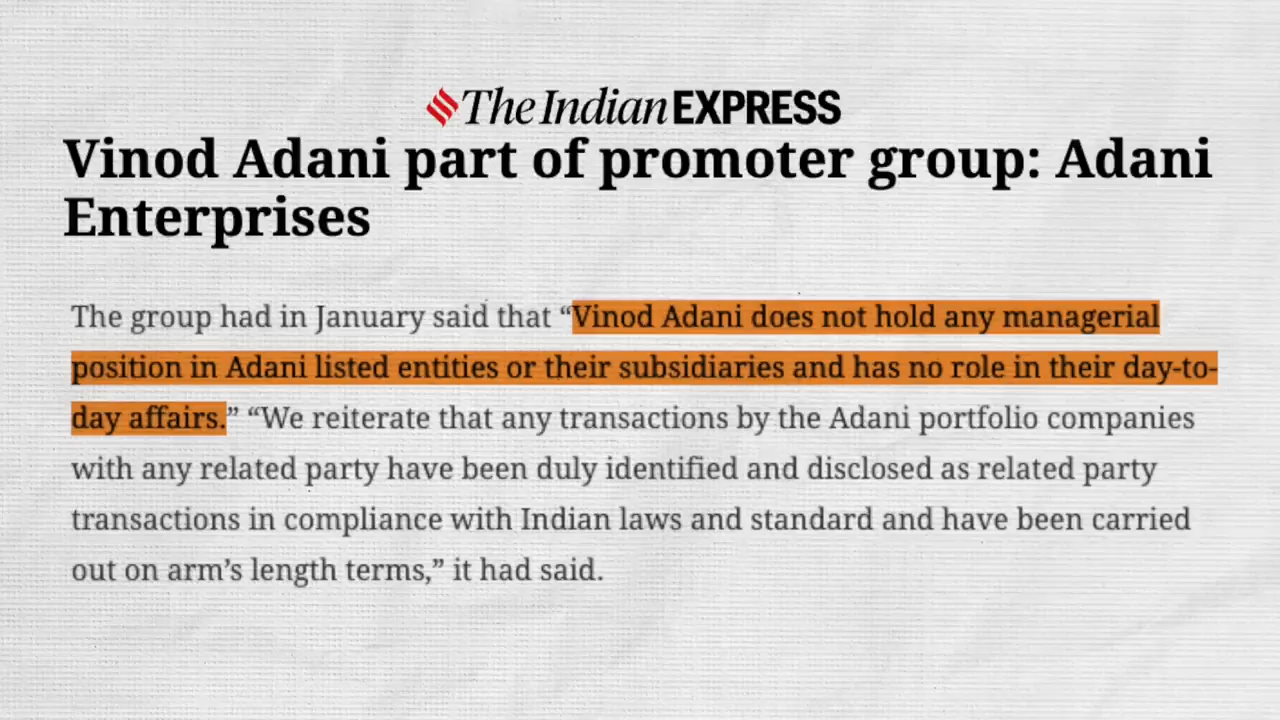 The Indian EXPRESS
Vinod Adani part of promoter group: Adani
Enterprises
The group had in January said that “Vinod Adani does not hold any managerial
position in Adani listed entities or their subsidiaries and has no role in their day-to-
day affairs.” “We reiterate that any transactions by the Adani portfolio companies
with any related party have been duly identified and disclosed as related party
transactions in compliance with Indian laws and standard and have been carried
out on arm’s length terms,” it had said.